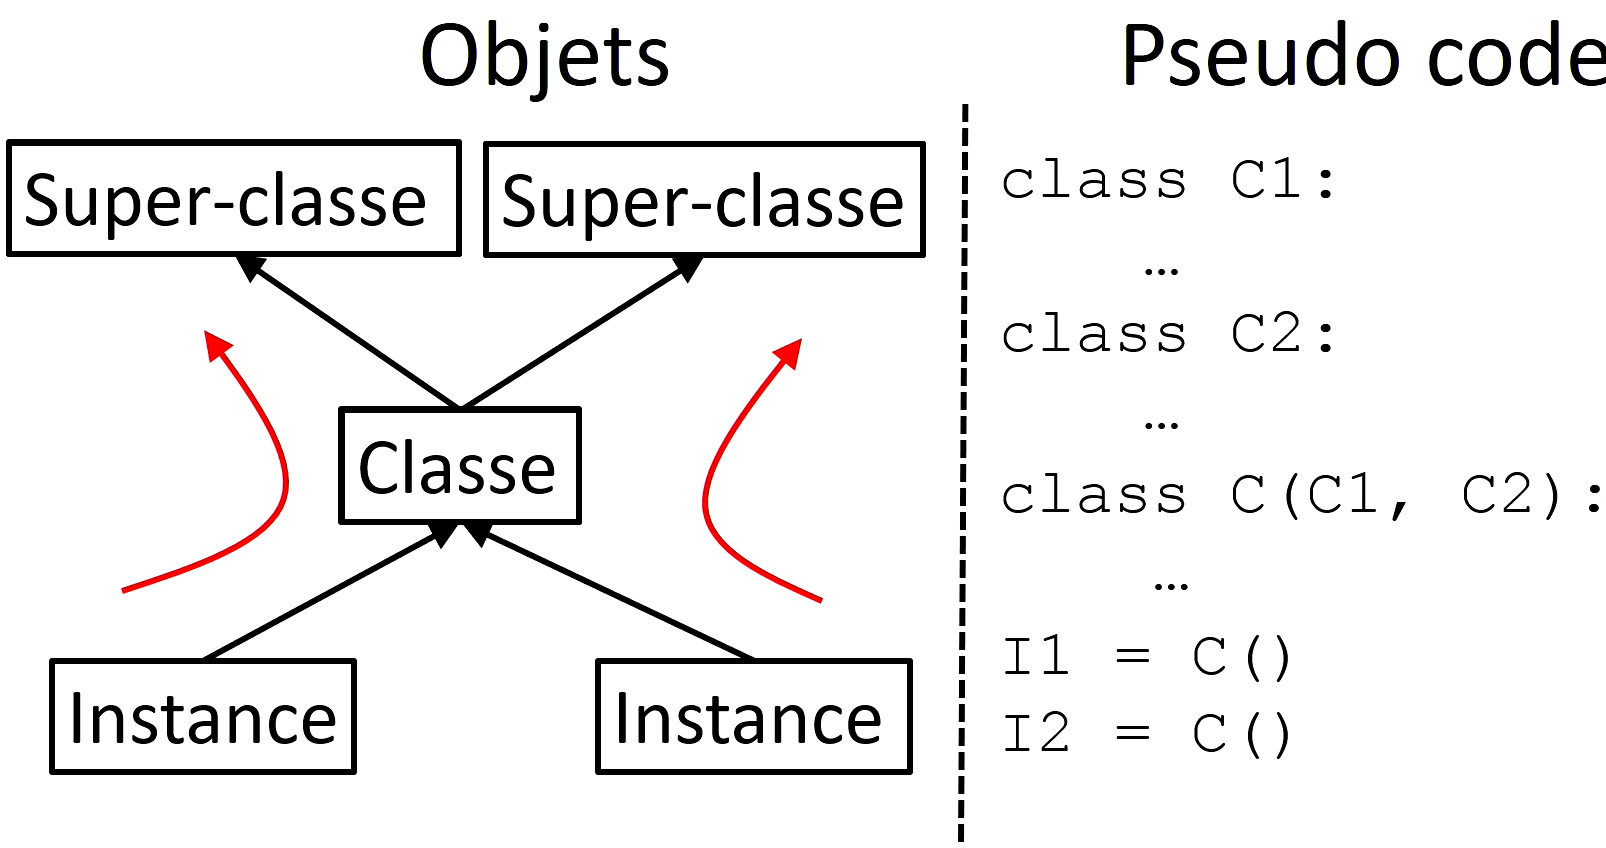 Objets
Super-classe
Super-classe
Classe
Instance
Instance
Pseudo code
class C1:
…
class C2:
…
class C(C1, C2):
…
I1 = C()
I2 = C()